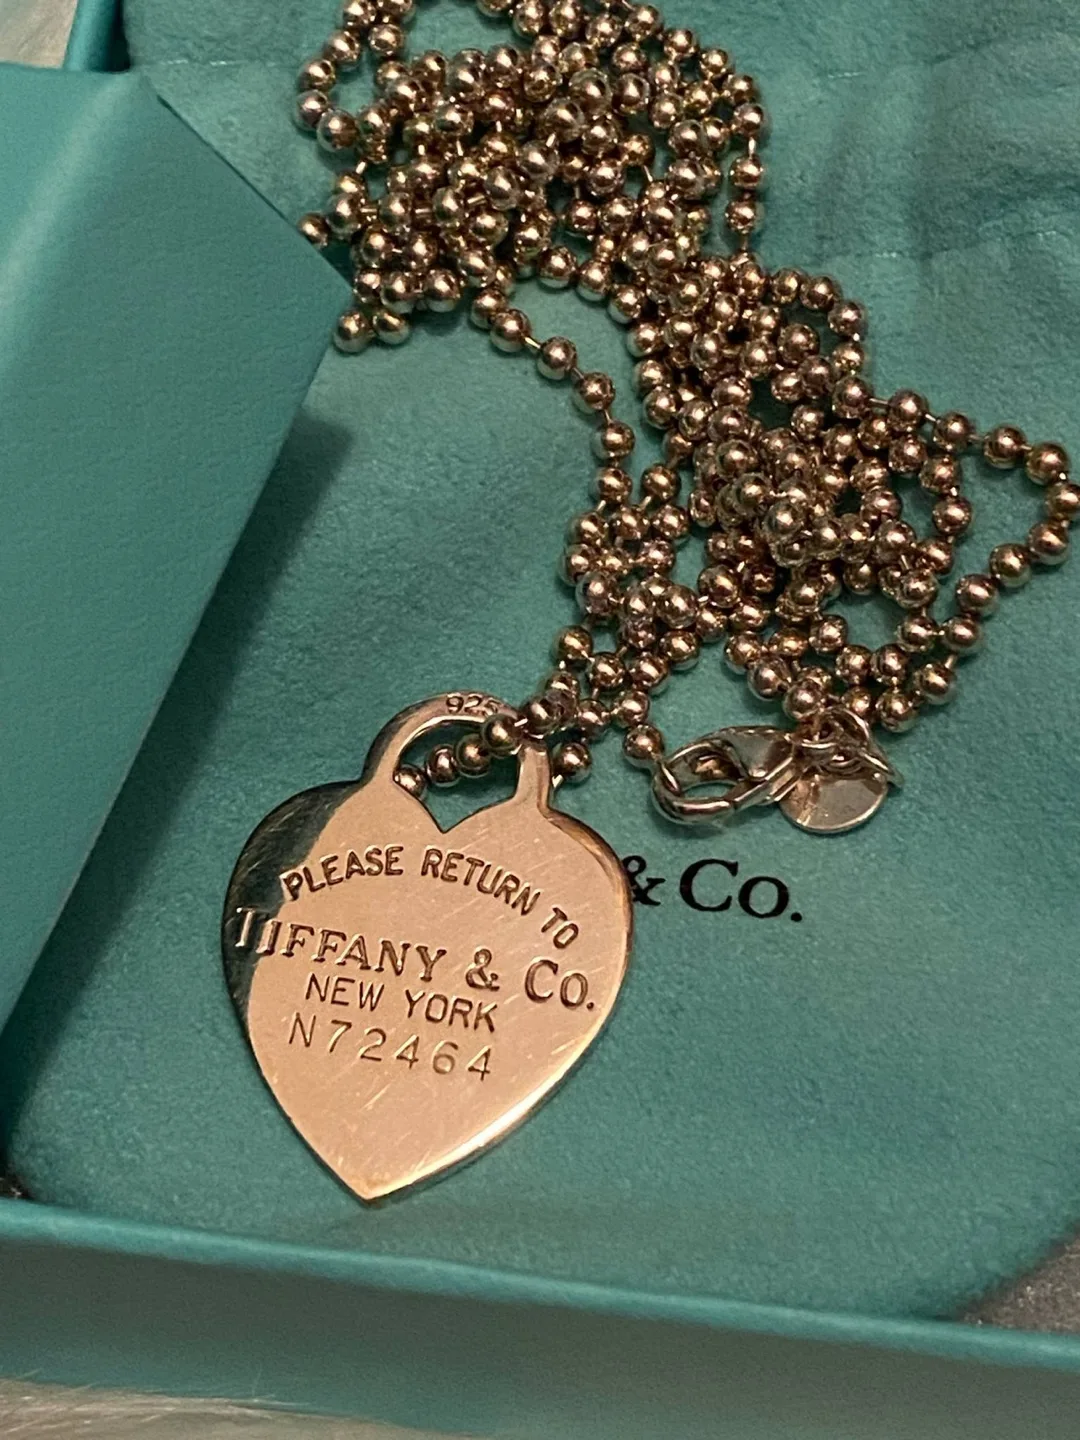 925
PLEASE RETURN TO
TIFFANY & CO.
NEW YORK
N72464
& CO.